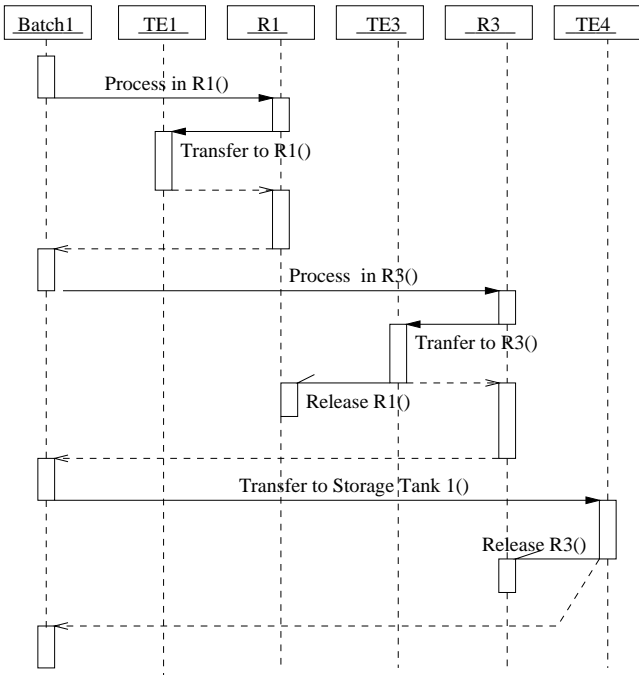 Batch1 TE1 R1 TE3 R3 TE4
Process in R1()
Transfer to R1()
Process in R3()
Tranfer to R3()
Release R1()
Transfer to Storage Tank 1()
Release R3()